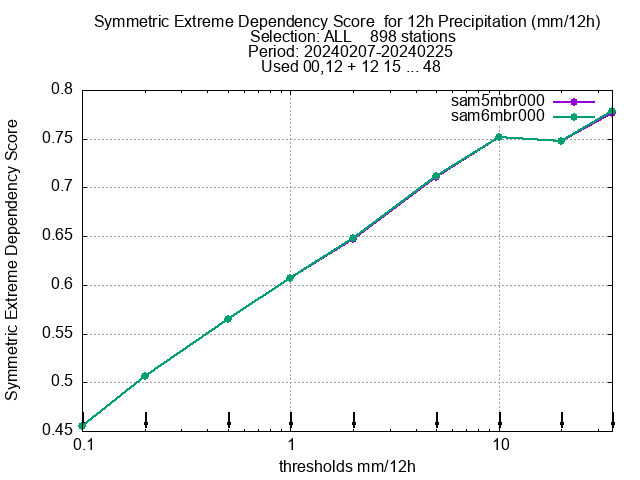 Symmetric Extreme Dependency Score  for 12h Precipitation (mm/12h)
Selection: ALL    898 stations
Period: 20240207-20240225
Used 00,12 + 12 15 ... 48
sam5mbr000
sam6mbr000
0.8
0.75
0.7
0.65
0.6
0.55
0.5
0.45
Symmetric Extreme Dependency Score
0.1 1 10
thresholds mm/12h